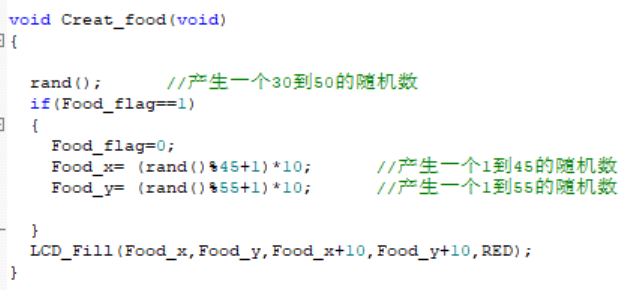 void Creat_food(void)
{
rand();      //产生一个30到50的随机数
if(Food_flag==1)
{
Food_flag=0;
Food_x= (rand()%45+1)*10;      //产生一个1到45的随机数
Food_y= (rand()%55+1)*10;      //产生一个1到55的随机数
}
LCD_Fill(Food_x,Food_y,Food_x+10,Food_y+10,RED);
}